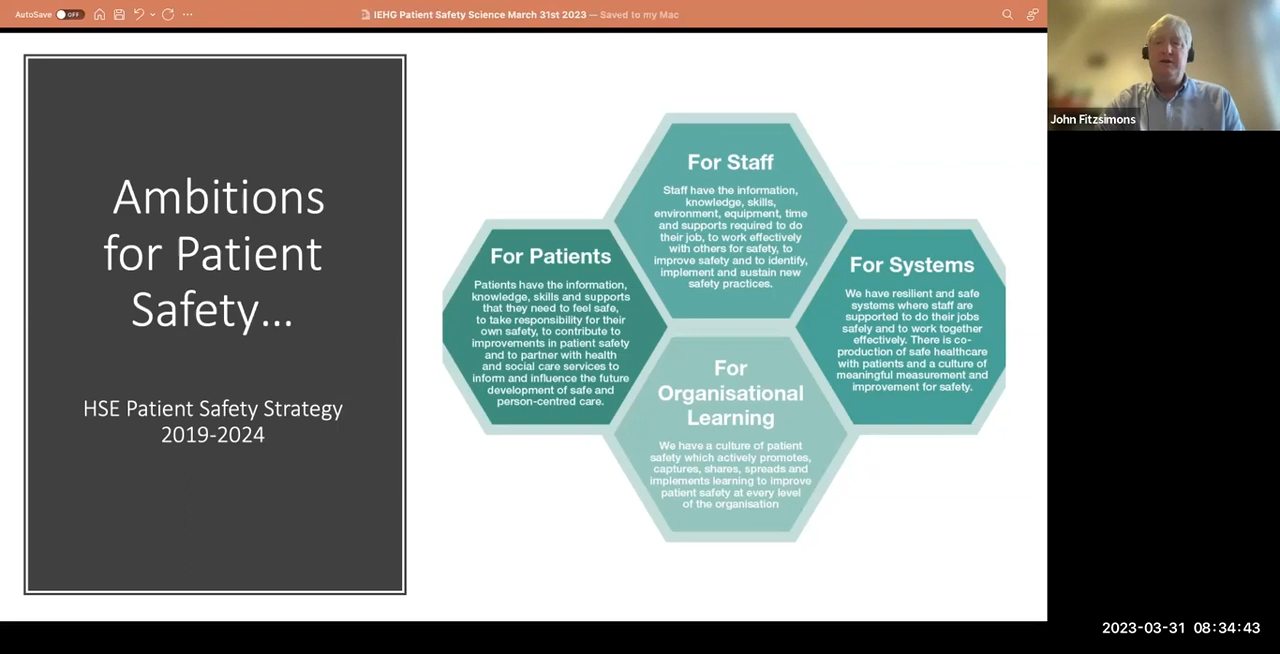 AutoSave OFF
IEHG Patient Safety Science March 31st 2023 — Saved to my Mac
John Fitzsimons
Ambitions
for Patient
Safety...
HSE Patient Safety Strategy
2019-2024
For Staff
Staff have the information,
knowledge, skills,
environment, equipment, time
and supports required to do
their job, to work effectively
with others for safety, to
improve safety and to identify,
implement and sustain new
safety practices.
For Patients
Patients have the information,
knowledge, skills and supports
that they need to feel safe,
to take responsibility for their
own safety, to contribute to
improvements in patient safety
and to partner with health
and social care services to
inform and influence the future
development of safe and
person-centred care.
For Systems
We have resilient and safe
systems where staff are
supported to do their jobs
safely and to work together
effectively. There is co-
production of safe healthcare
with patients and a culture of
meaningful measurement and
improvement for safety.
For
Organisational
Learning
We have a culture of patient
safety which actively promotes,
captures, shares, spreads and
implements learning to improve
patient safety at every level
of the organisation
2023-03-31 08:34:43